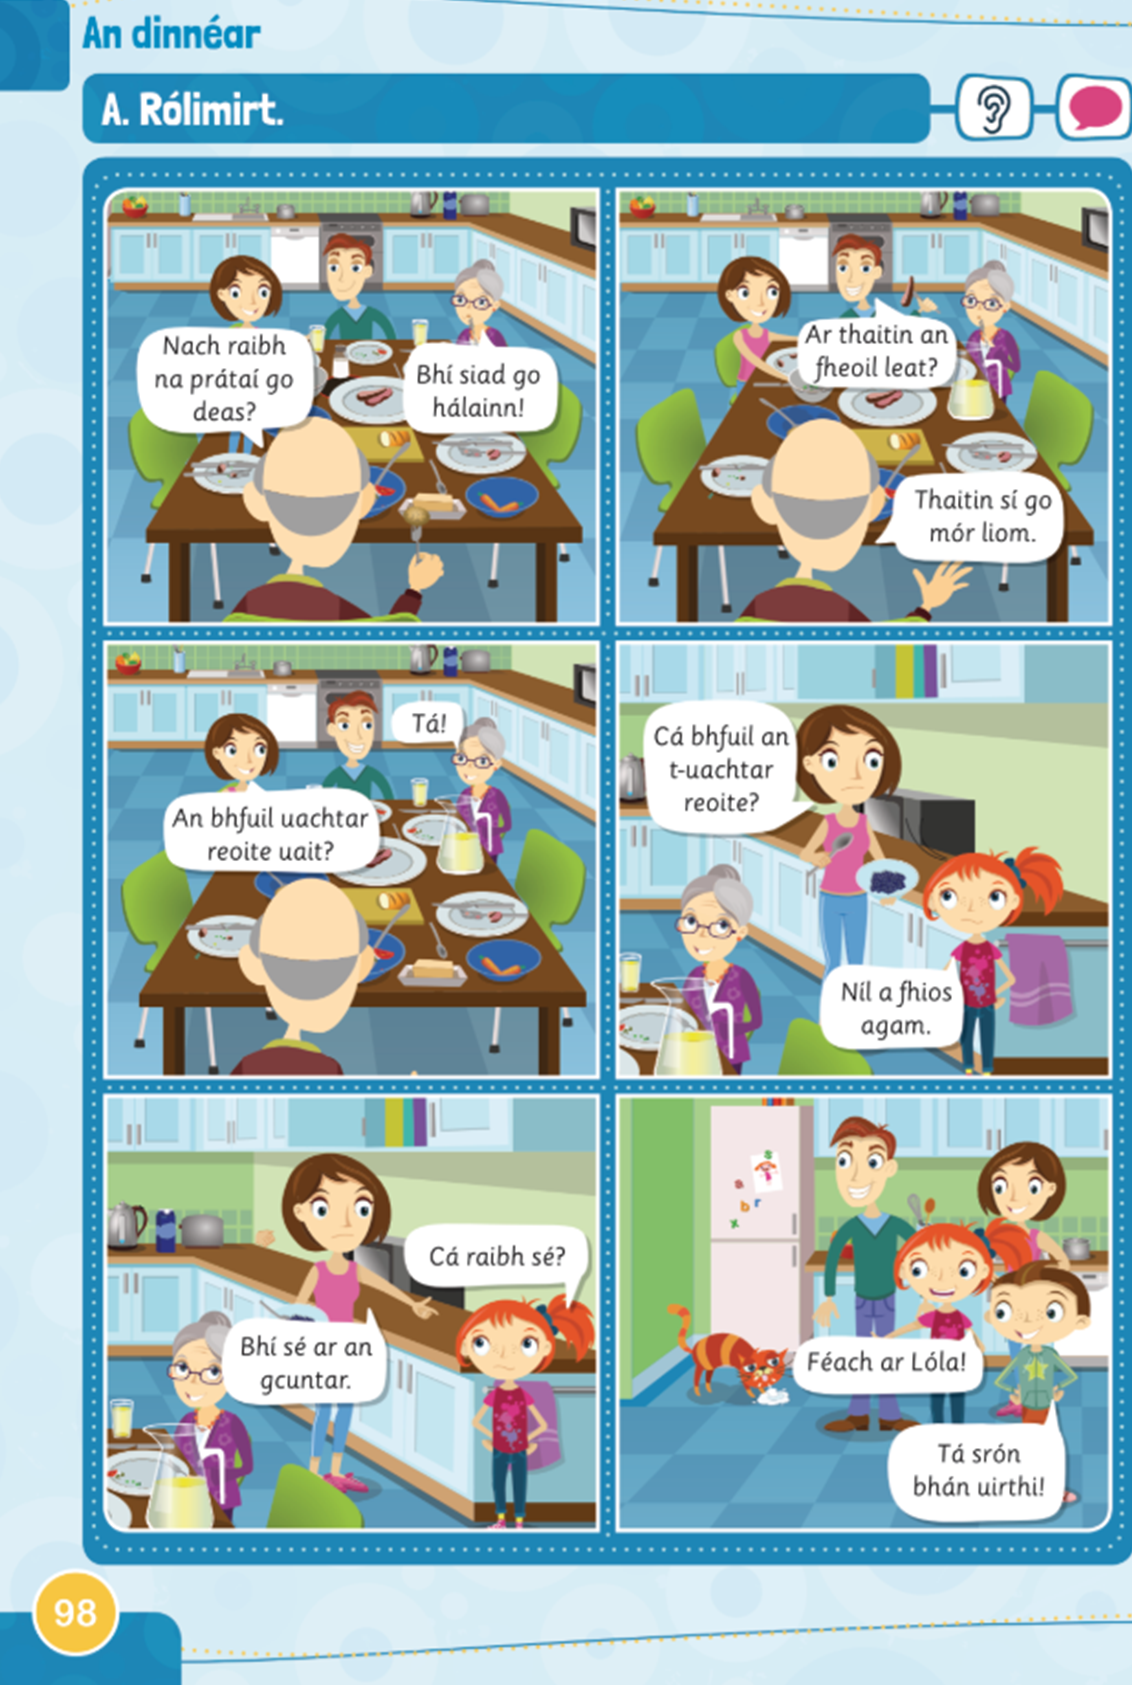 An dinnéar
A. Rólimirt.
Nach raibh
na prátaí go
deas?
Bhí siad go
hálainn!
Ar thaitin an
fheoil leat?
Thaitin sí go
mór liom.
An bhfuil uachtar
reoite uait?
Tá!
Cá bhfuil an
t-uachtar
reoite?
Níl a fhios
agam.
Bhí sé ar an
gcuntar.
Cá raibh sé?
Féach ar Lóla!
Tá srón
bhán uirthi!
98